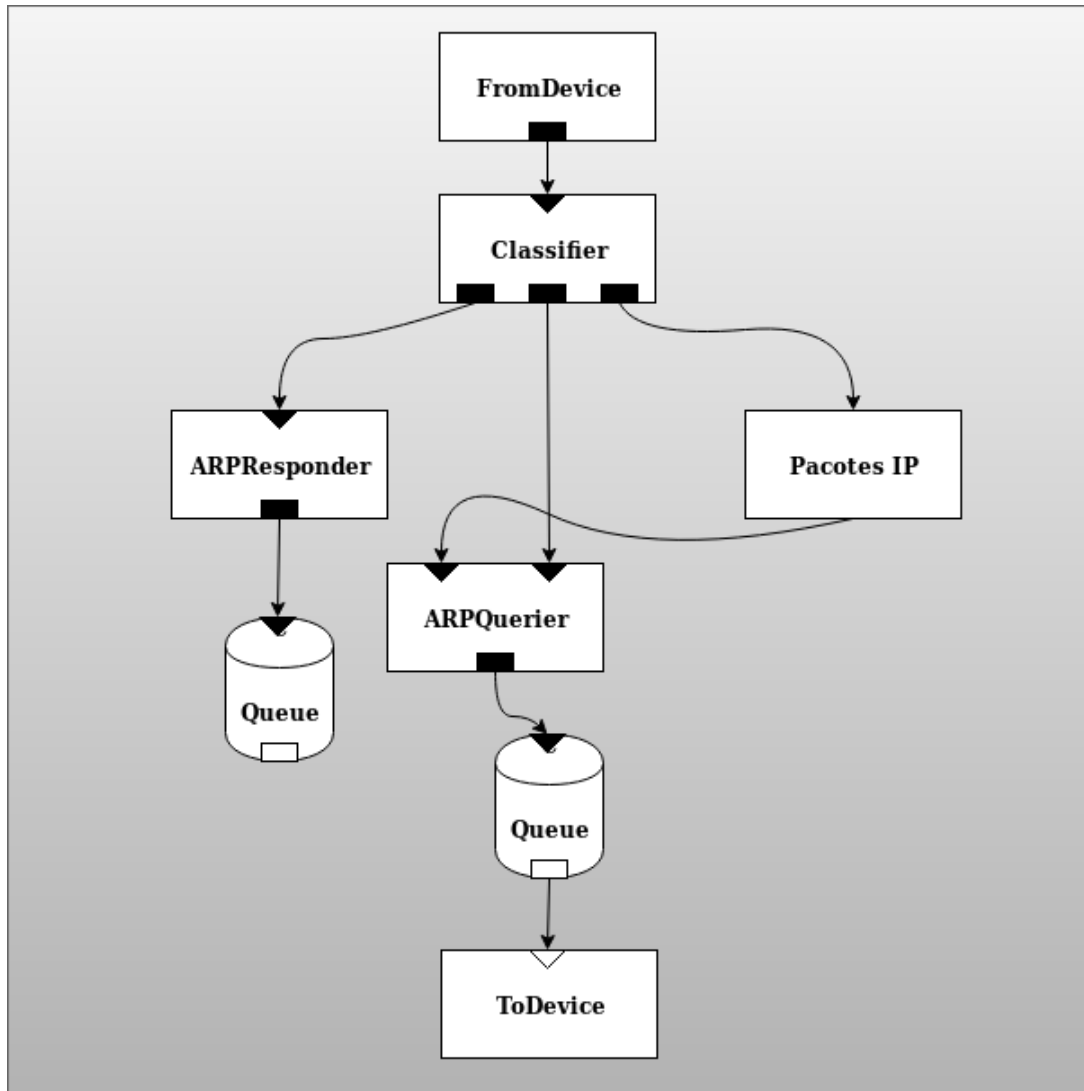 FromDevice
Classifier
ARPResponder
Pacotes IP
ARPQuerier
Queue
Queue
ToDevice